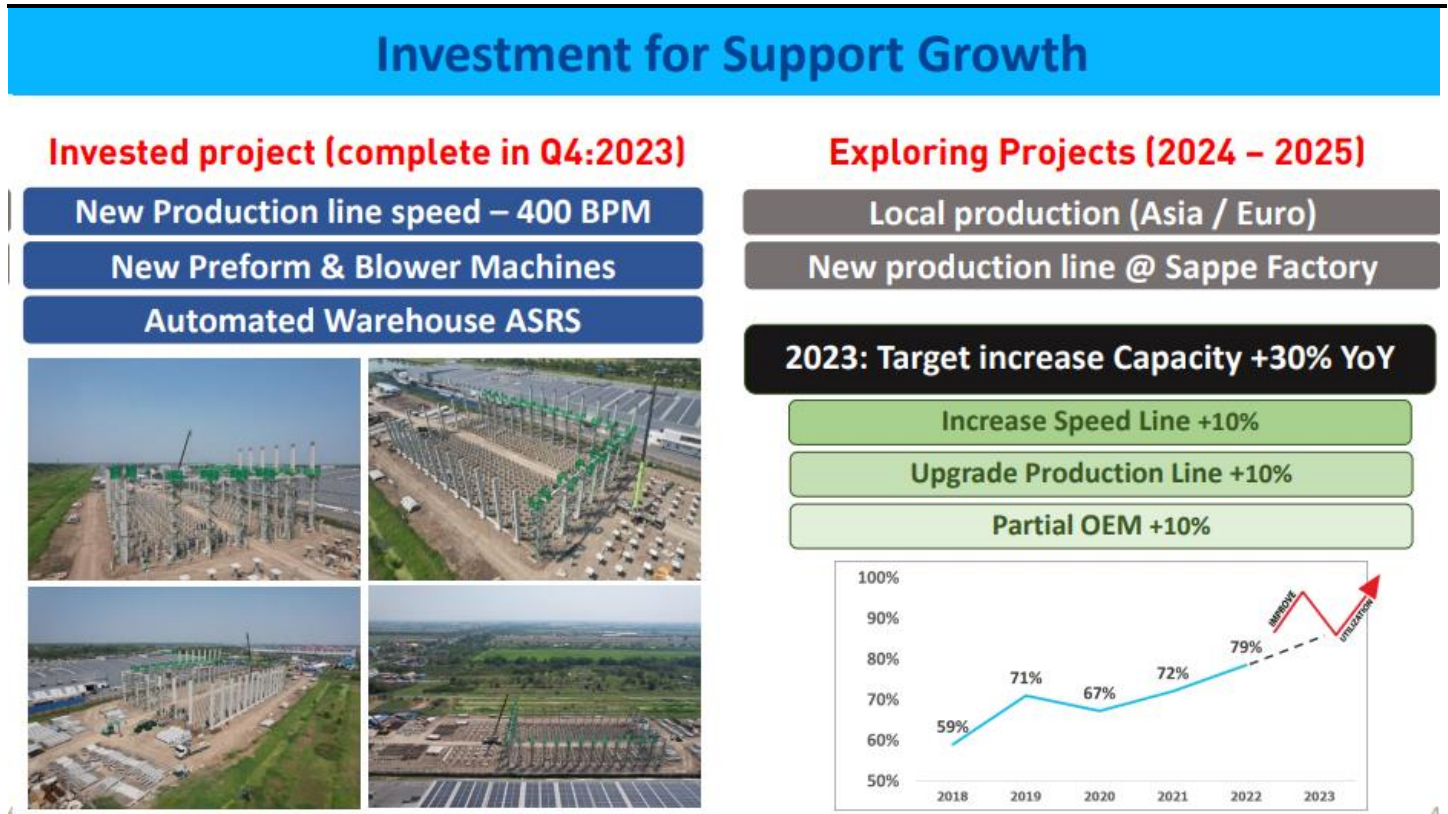 Investment for Support Growth
Invested project (complete in Q4:2023)
New Production line speed – 400 BPM
New Preform & Blower Machines
Automated Warehouse ASRS
Exploring Projects (2024 – 2025)
Local production (Asia / Euro)
New production line @ Sappe Factory
2023: Target increase Capacity +30% YoY
Increase Speed Line +10%
Upgrade Production Line +10%
Partial OEM +10%
100%
90%
80%
70%
60%
50%
59%
71%
67%
72%
79%
IMPROVE
UTILIZATION
2018
2019
2020
2021
2022
2023